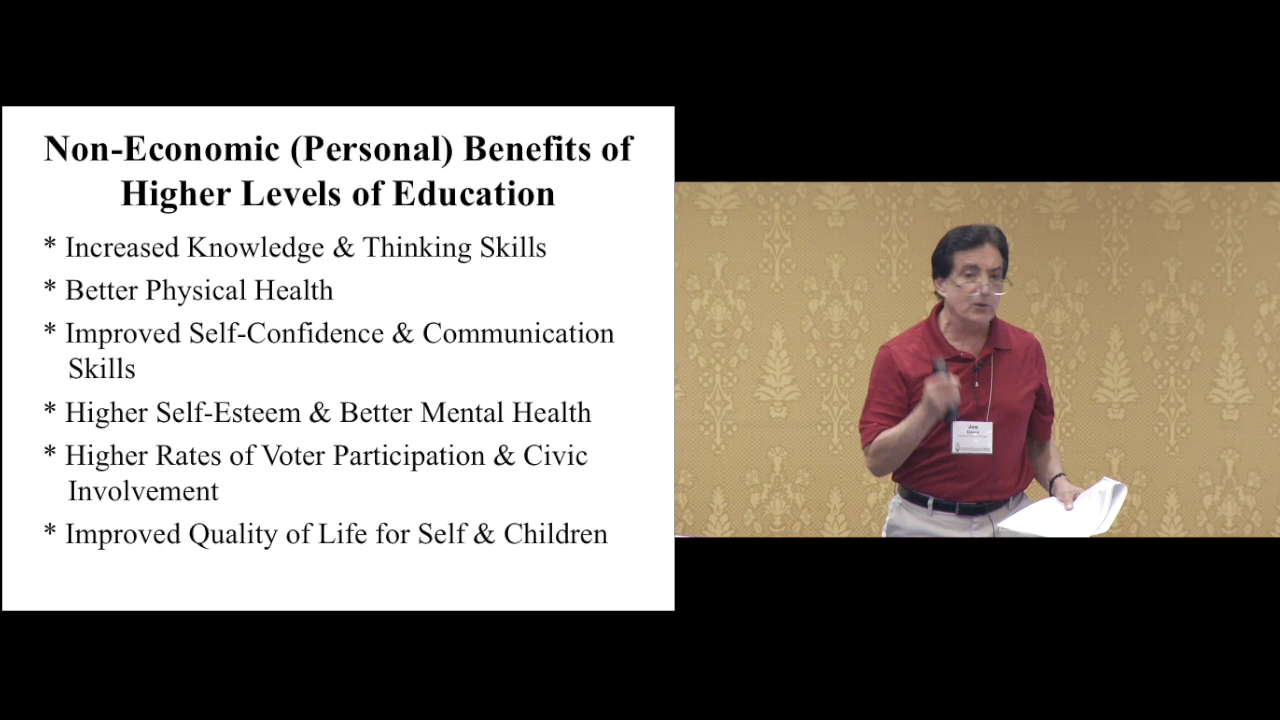 Non-Economic (Personal) Benefits of
Higher Levels of Education
* Increased Knowledge & Thinking Skills
* Better Physical Health
* Improved Self-Confidence & Communication
Skills
* Higher Self-Esteem & Better Mental Health
* Higher Rates of Voter Participation & Civic
Involvement
* Improved Quality of Life for Self & Children
Joe